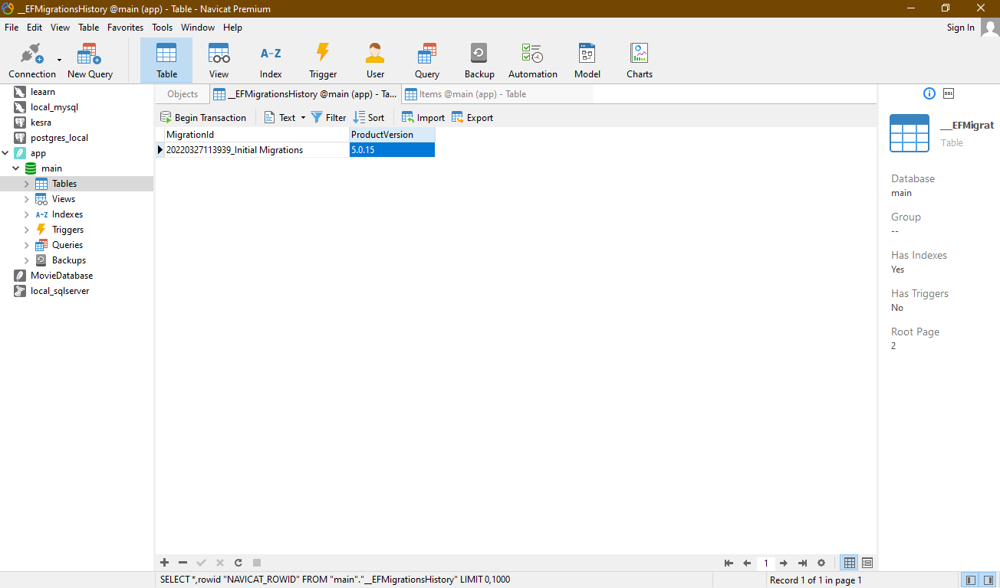 __EFMigrationsHistory @main (app) - Table - Navicat Premium
File Edit View Table Favorites Tools Window Help Sign In
Connection New Query Table View Index Trigger User Query Backup Automation Model Charts
leaarn
local_mysql
kesra
postgres_local
app
main
Tables
Views
A-Z Indexes
Triggers
Queries
Backups
MovieDatabase
local_sqlserver
Objects __EFMigrationsHistory @main (app) - Ta... Items @main (app) - Table
Begin Transaction Text Filter Sort Import Export
MigrationId ProductVersion
20220327113939_Initial Migrations 5.0.15
DDL
__EFMigrat
Table
Database
main
Group
--
Has Indexes
Yes
Has Triggers
No
Root Page
2
1
SELECT *,rowid "NAVICAT_ROWID" FROM "main"."__EFMigrationsHistory" LIMIT 0,1000
Record 1 of 1 in page 1